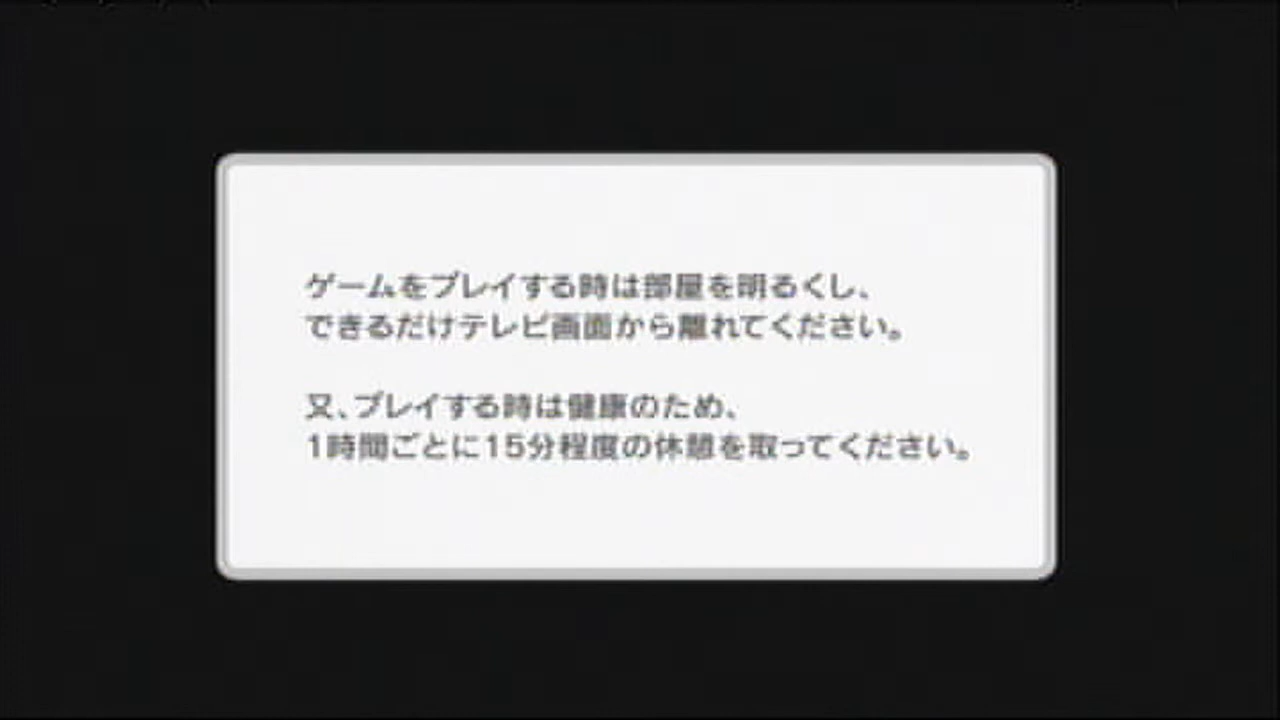 ゲームをプレイする時は部屋を明るくし、
できるだけテレビ画面から離れてください。
又、プレイする時は健康のため、
1時間ごとに15分程度の休憩を取ってください。